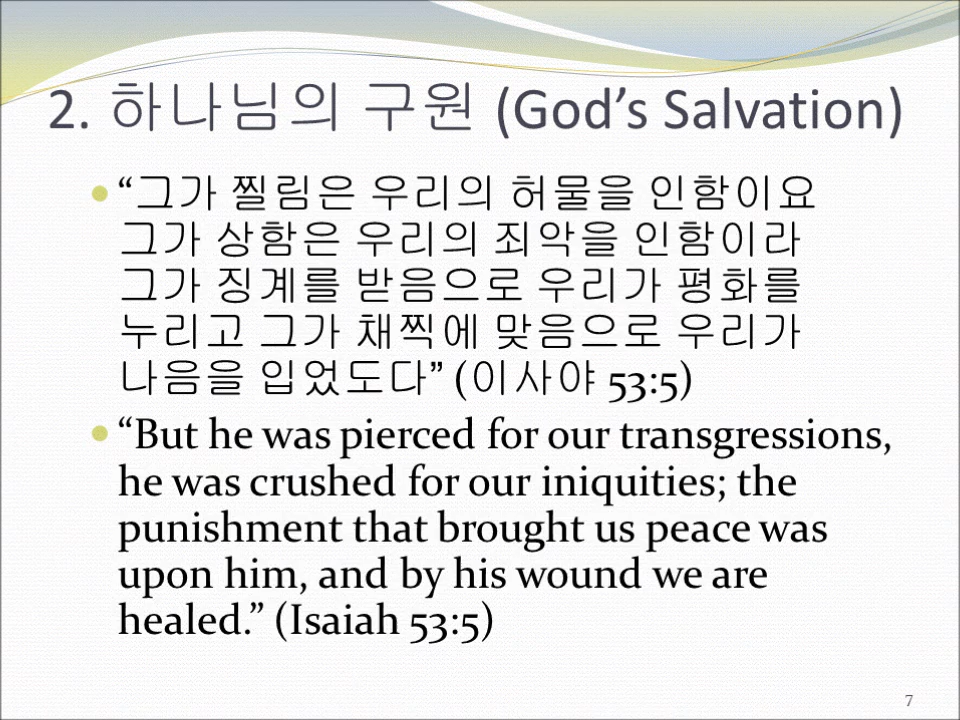 2. 하나님의 구원 (God’s Salvation)
“그가 찔림은 우리의 허물을 인함이요
그가 상함은 우리의 죄악을 인함이라
그가 징계를 받음으로 우리가 평화를
누리고 그가 채찍에 맞음으로 우리가
나음을 입었도다” (이사야 53:5)
“But he was pierced for our transgressions,
he was crushed for our iniquities; the
punishment that brought us peace was
upon him, and by his wound we are
healed.” (Isaiah 53:5)
7